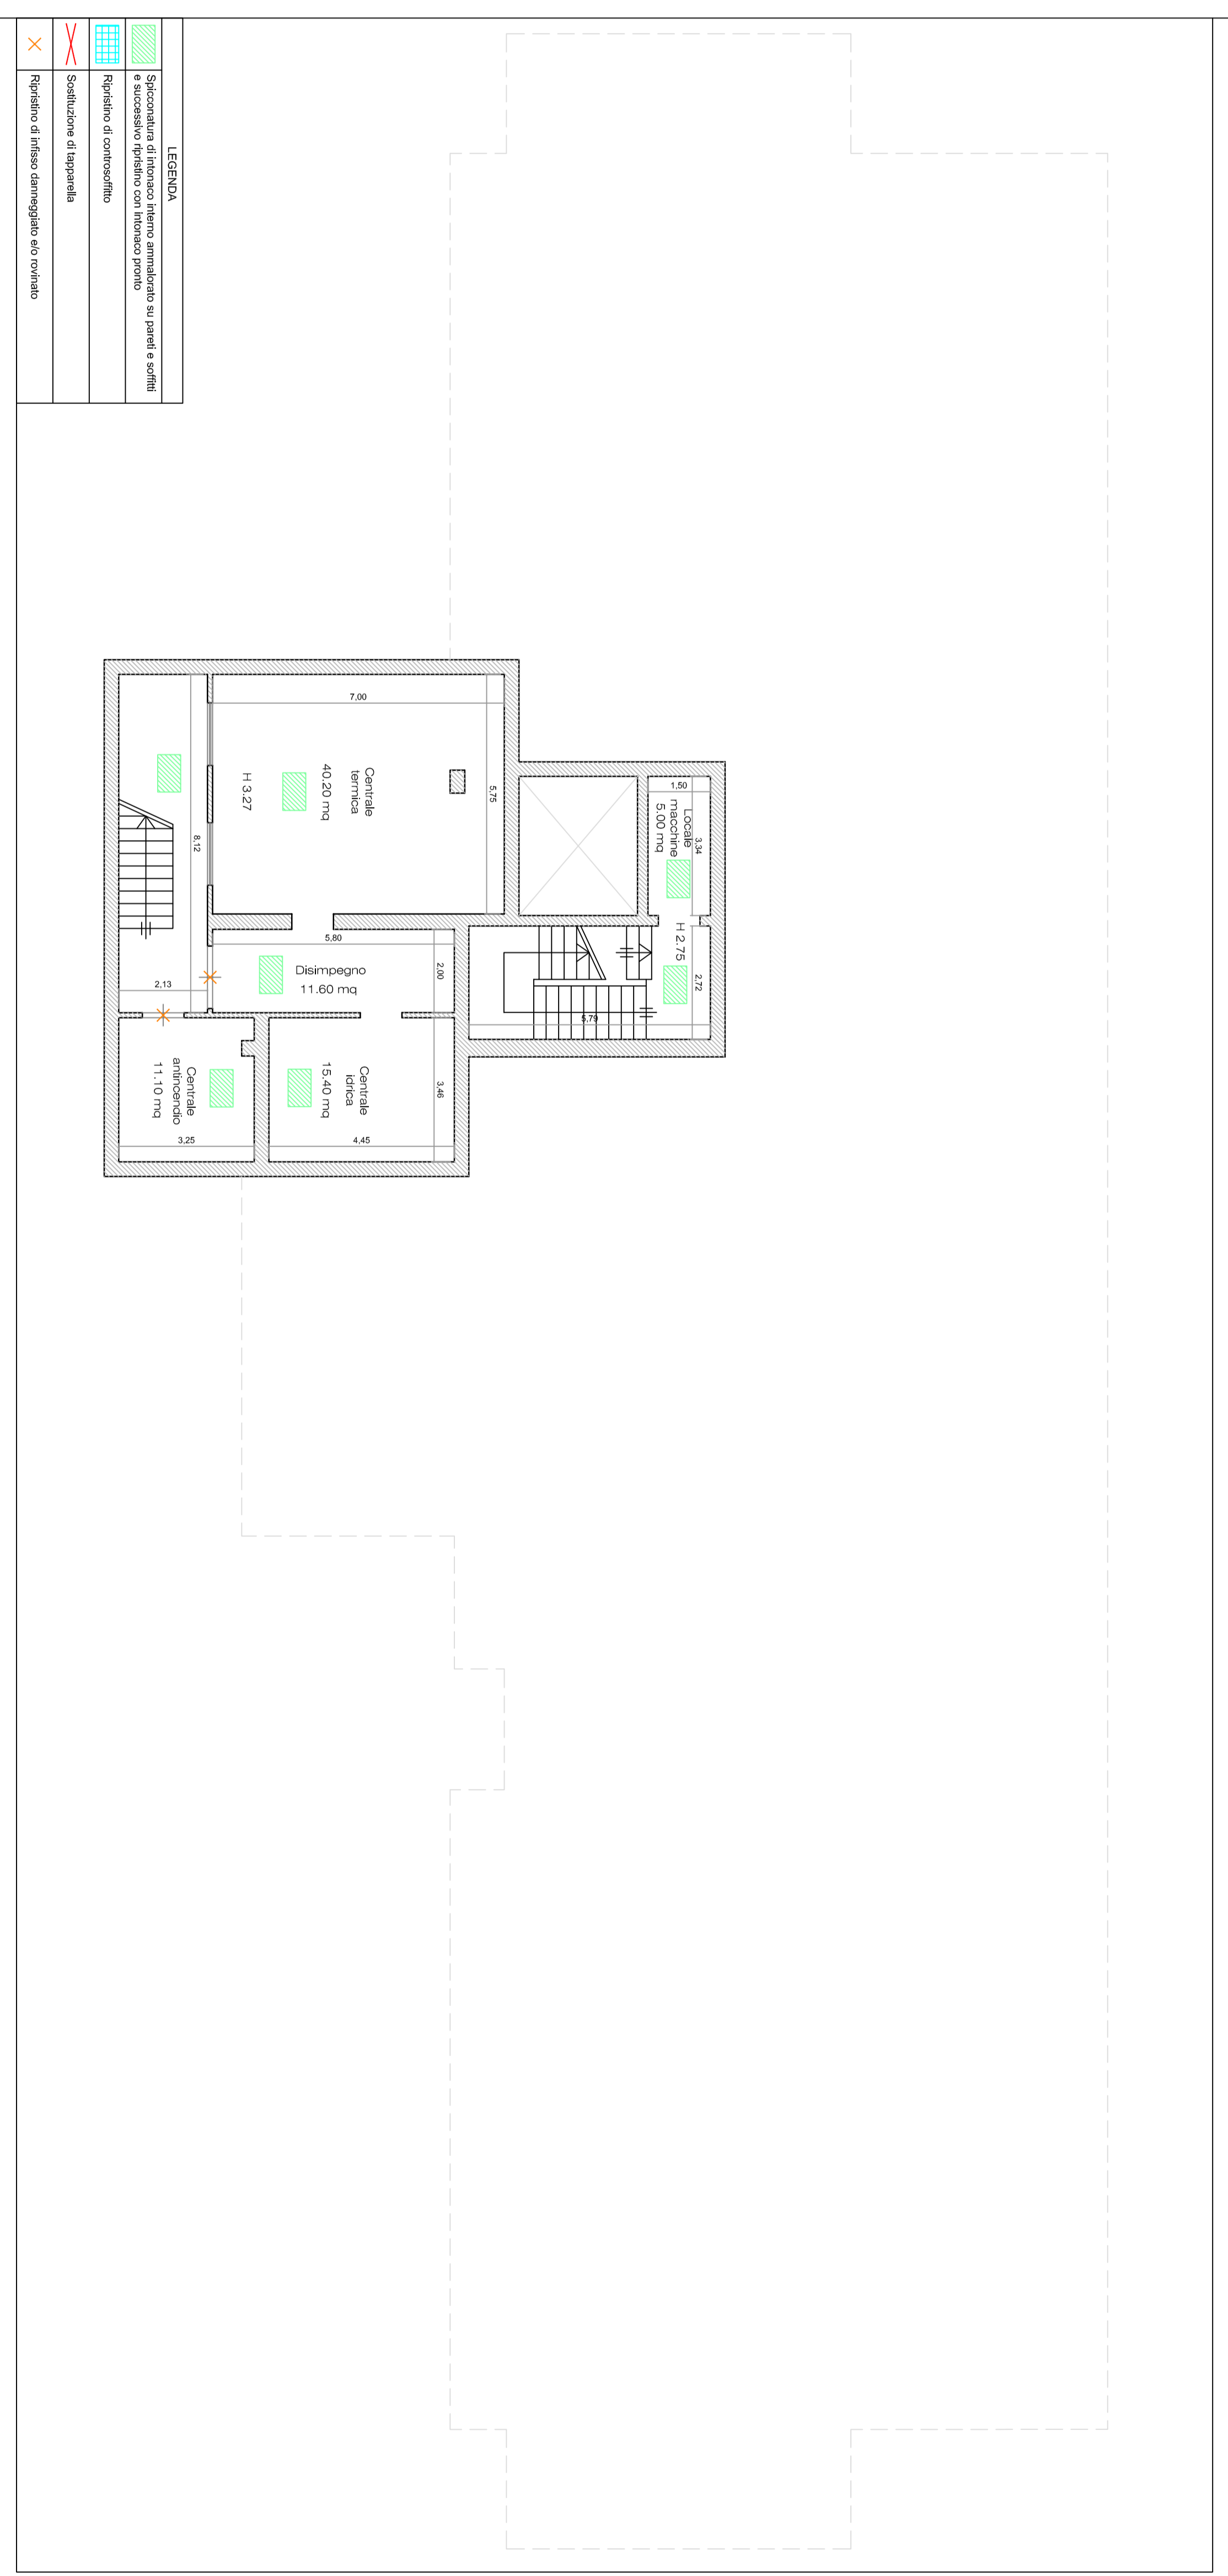 LEGENDA
Spicconatura di intonaco interno ammalorato su pareti e soffitti
e successivo ripristino con intonaco pronto
Ripristino di controsoffitto
Sostituzione di tapparella
Ripristino di infisso danneggiato e/o rovinato
1,50
Locale
macchine
5.00 mq
3,34
H 2.75
2,72
5,79
7,00
5,75
Centrale
termica
40.20 mq
H 3.27
8,12
5,80
2,00
Disimpegno
11.60 mq
2,13
Centrale
idrica
15.40 mq
3,46
4,45
Centrale
antincendio
11.10 mq
3,25